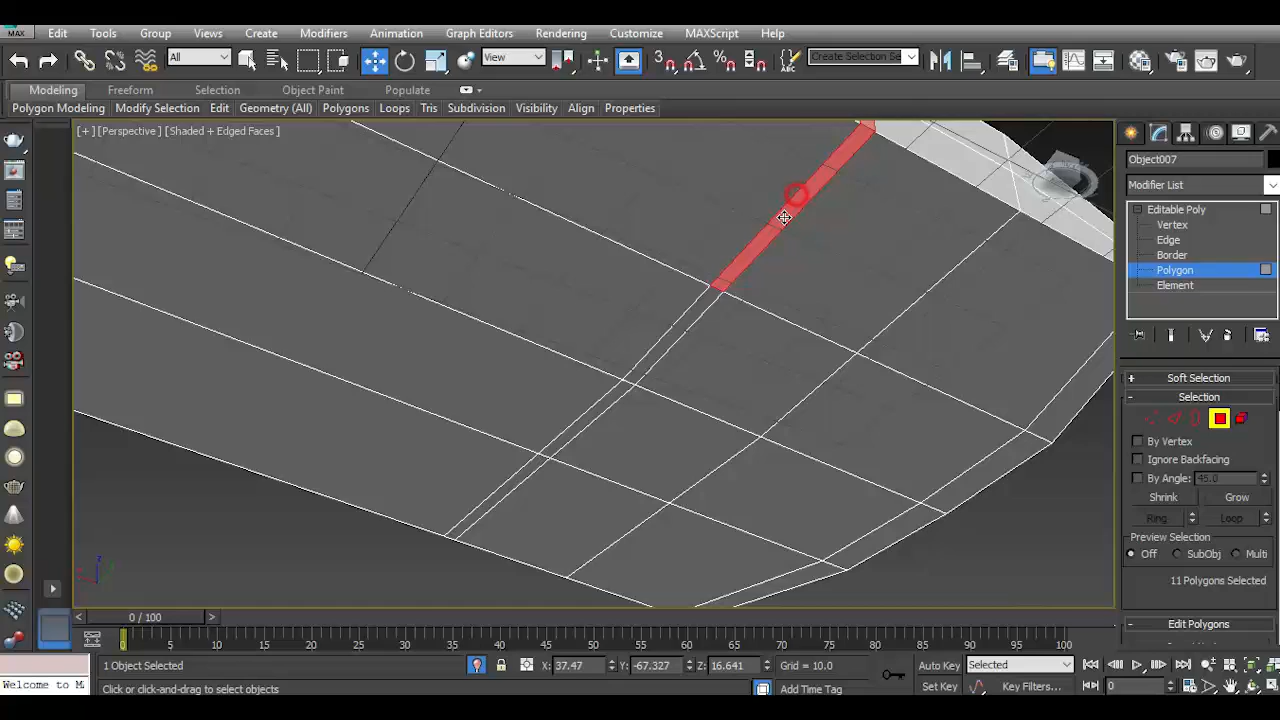 MAX Edit Tools Group Views Create Modifiers Animation Graph Editors Rendering Customize MAXScript Help
All View 3 Create Selection Se
Modeling Freeform Selection Object Paint Populate
Polygon Modeling Modify Selection Edit Geometry (All) Polygons Loops Tris Subdivision Visibility Align Properties
[+] [Perspective] [Shaded + Edged Faces]
Object007
Modifier List
Editable Poly
Vertex
Edge
Border
Polygon
Element
+ Soft Selection
- Selection
By Vertex
Ignore Backfacing
By Angle: 45.0
Shrink Grow
Ring Loop
Preview Selection
Off SubObj Multi
11 Polygons Selected
- Edit Polygons
< 0 / 100 >
0 5 10 15 20 25 30 35 40 45 50 55 60 65 70 75 80 85 90 95 100
1 Object Selected X: 37.47 Y: -67.327 Z: 16.641 Grid = 10.0 Auto Key Selected
Welcome to M Click or click-and-drag to select objects Add Time Tag Set Key Key Filters... 0